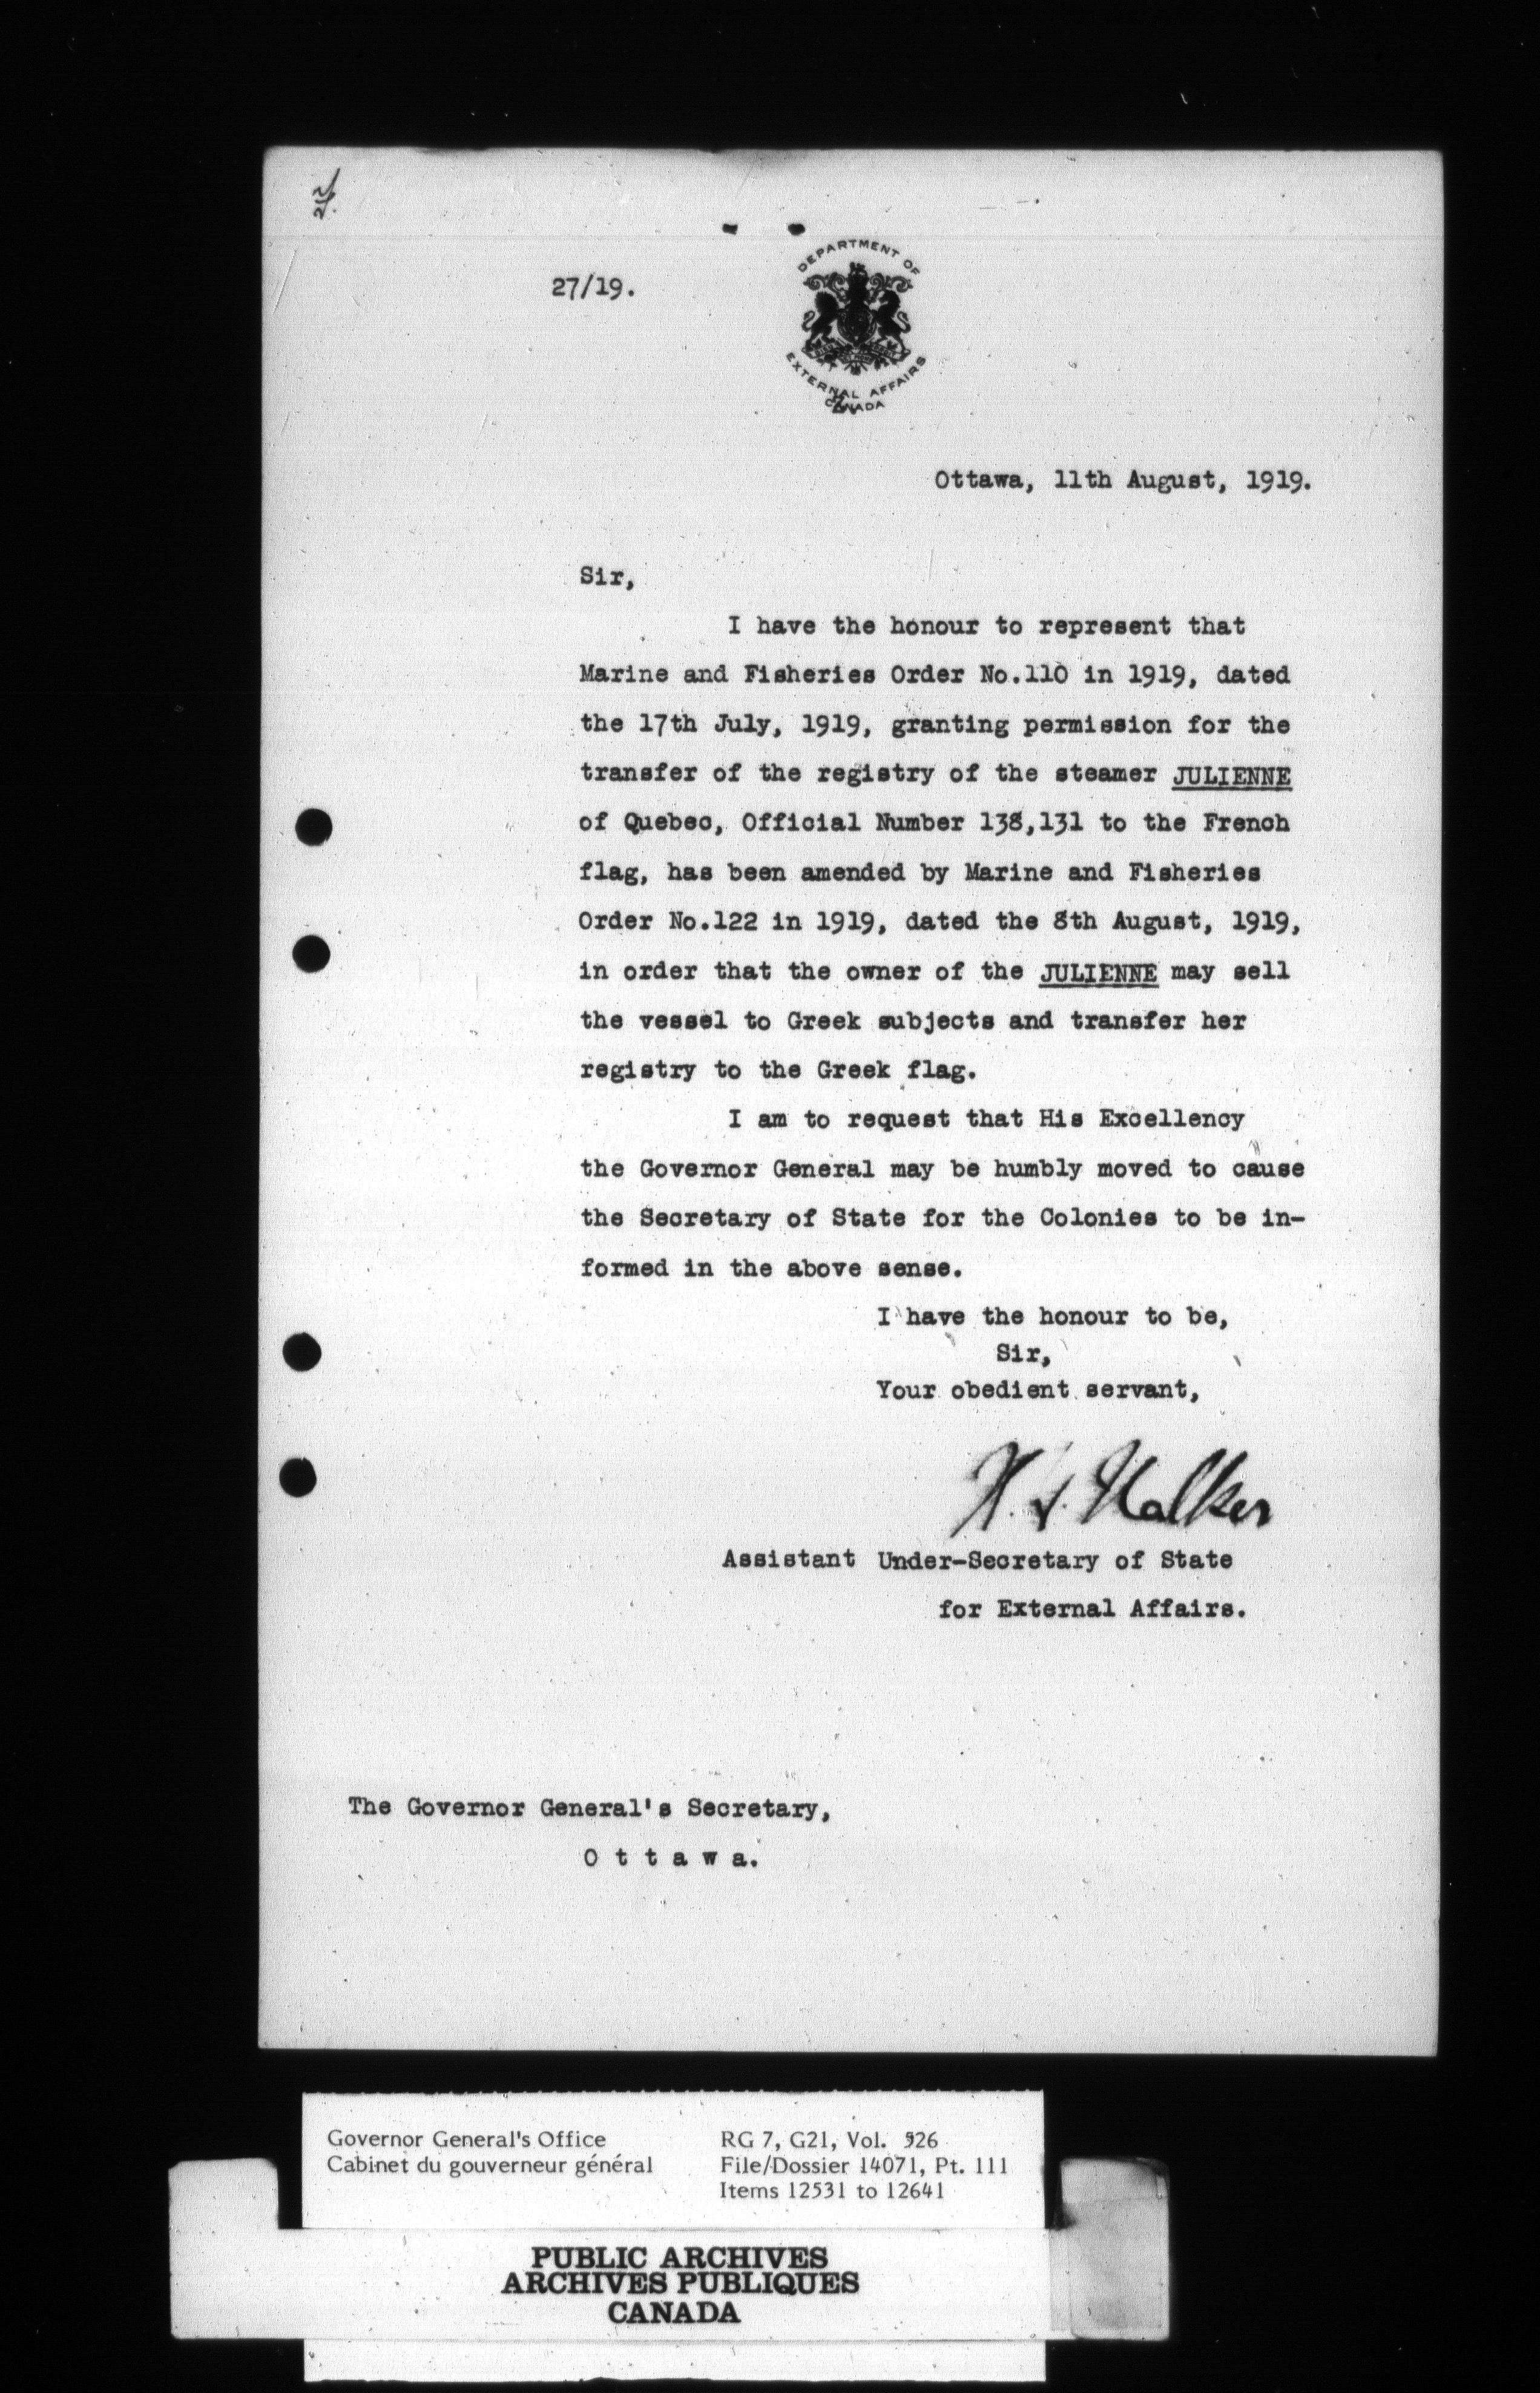 27/19.
DEPARTMENT OF
EXTERNAL AFFAIRS
CANADA
Ottawa, 11th August, 1919.
Sir,
I have the honour to represent that
Marine and Fisheries Order No.110 in 1919, dated
the 17th July, 1919, granting permission for the
transfer of the registry of the steamer JULIENNE
of Quebec, Official Number 138,131 to the French
flag, has been amended by Marine and Fisheries
Order No.122 in 1919, dated the 8th August, 1919,
in order that the owner of the JULIENNE may sell
the vessel to Greek subjects and transfer her
registry to the Greek flag.
I am to request that His Excellency
the Governor General may be humbly moved to cause
the Secretary of State for the Colonies to be in-
formed in the above sense.
I have the honour to be,
Sir,
Your obedient servant,
Walker
Assistant Under-Secretary of State
for External Affairs.
The Governor General's Secretary,
O t t a w a.
Governor General's Office
Cabinet du gouverneur général
RG 7, G21, Vol. 326
File/Dossier 14071, Pt. 111
Items 12531 to 12641
PUBLIC ARCHIVES
ARCHIVES PUBLIQUES
CANADA